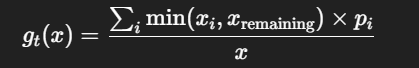 g_t(x) = \frac{\sum_i \min(x_i, x_{\text{remaining}}) \times p_i}{x}